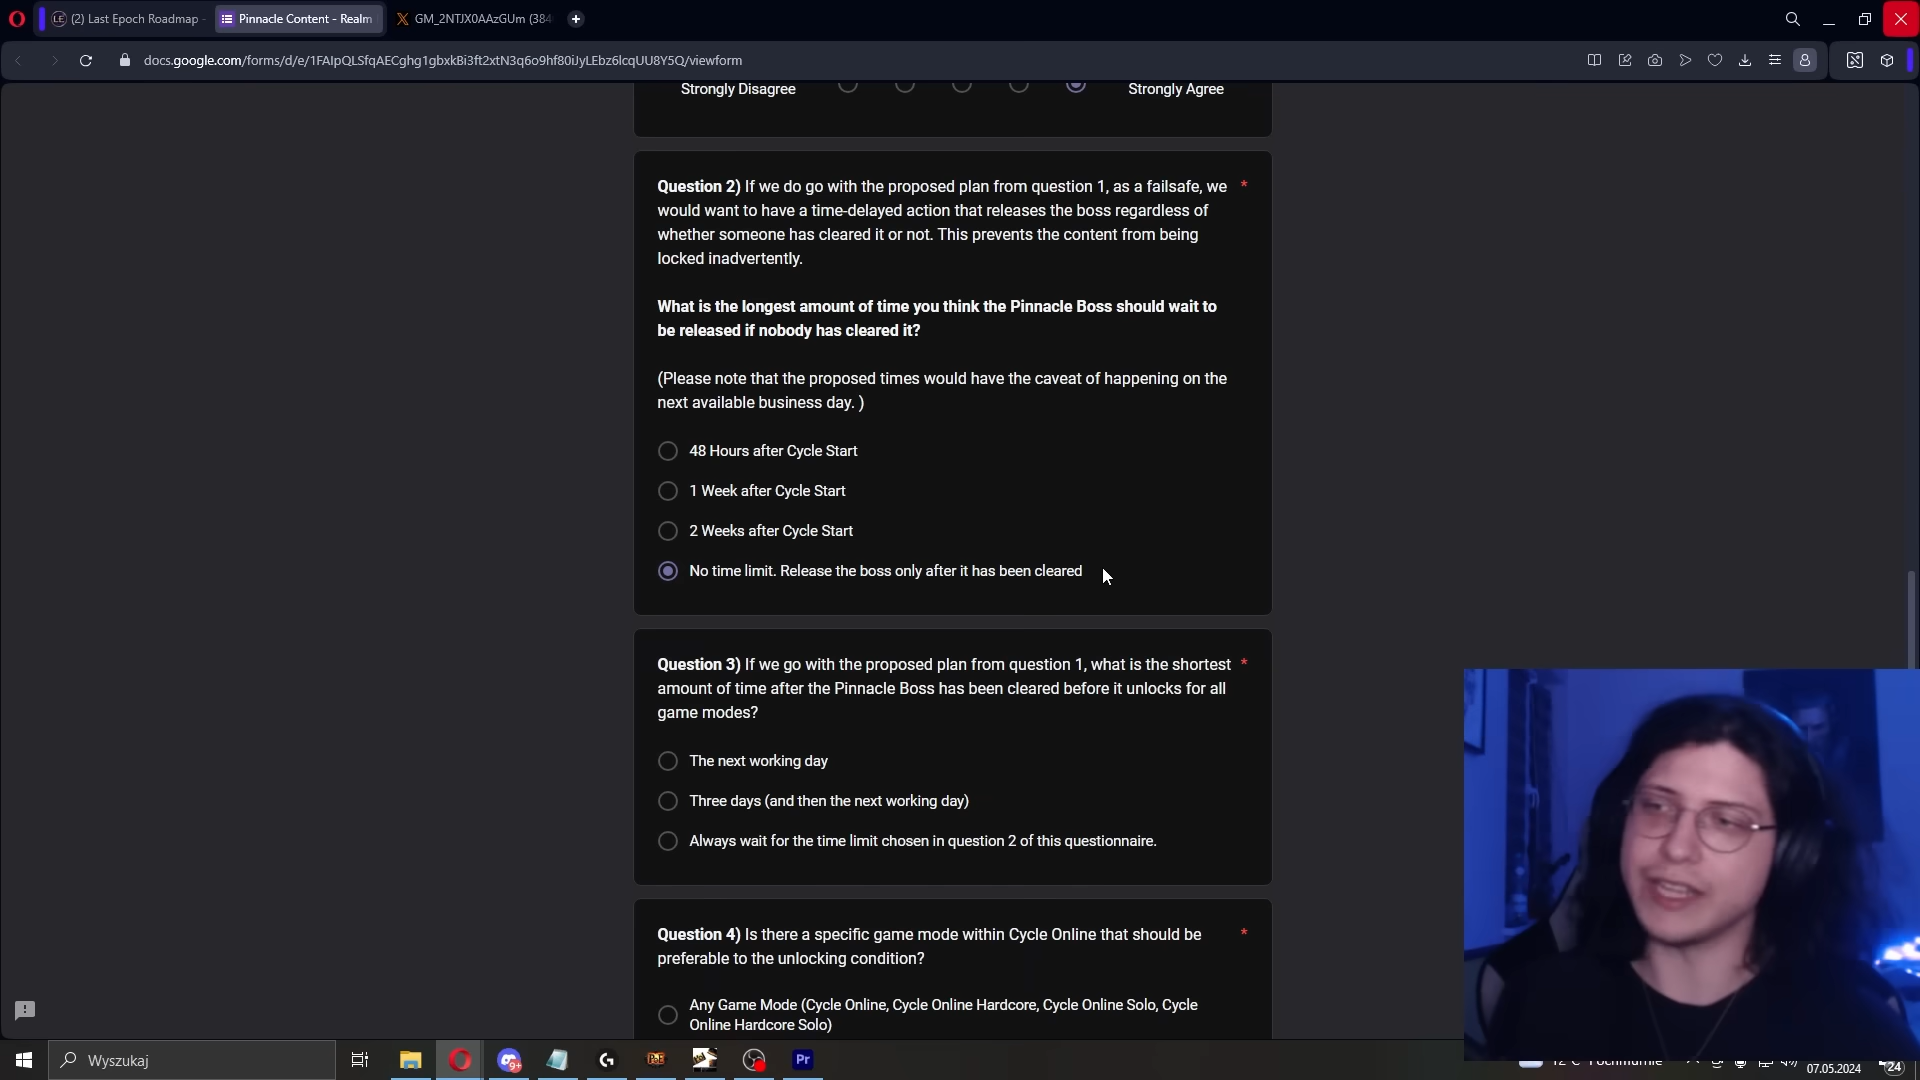 (2) Last Epoch Roadmap -
Pinnacle Content - Realm
GM_2NTJX0AAzGUm (384
docs.google.com/forms/d/e/1FAIpQLSfqAECghg1gbxkBi3ft2xtN3q6o9hf80iJyLEbz6lcqUU8Y5Q/viewform
Strongly Disagree
Strongly Agree
Question 2) If we do go with the proposed plan from question 1, as a failsafe, we *
would want to have a time-delayed action that releases the boss regardless of
whether someone has cleared it or not. This prevents the content from being
locked inadvertently.
What is the longest amount of time you think the Pinnacle Boss should wait to
be released if nobody has cleared it?
(Please note that the proposed times would have the caveat of happening on the
next available business day. )
48 Hours after Cycle Start
1 Week after Cycle Start
2 Weeks after Cycle Start
No time limit. Release the boss only after it has been cleared
Question 3) If we go with the proposed plan from question 1, what is the shortest *
amount of time after the Pinnacle Boss has been cleared before it unlocks for all
game modes?
The next working day
Three days (and then the next working day)
Always wait for the time limit chosen in question 2 of this questionnaire.
Question 4) Is there a specific game mode within Cycle Online that should be *
preferable to the unlocking condition?
Any Game Mode (Cycle Online, Cycle Online Hardcore, Cycle Online Solo, Cycle
Online Hardcore Solo)
Wyszukaj
9+
PoE
Pr
12°C Pochmurnie
07.05.2024
24